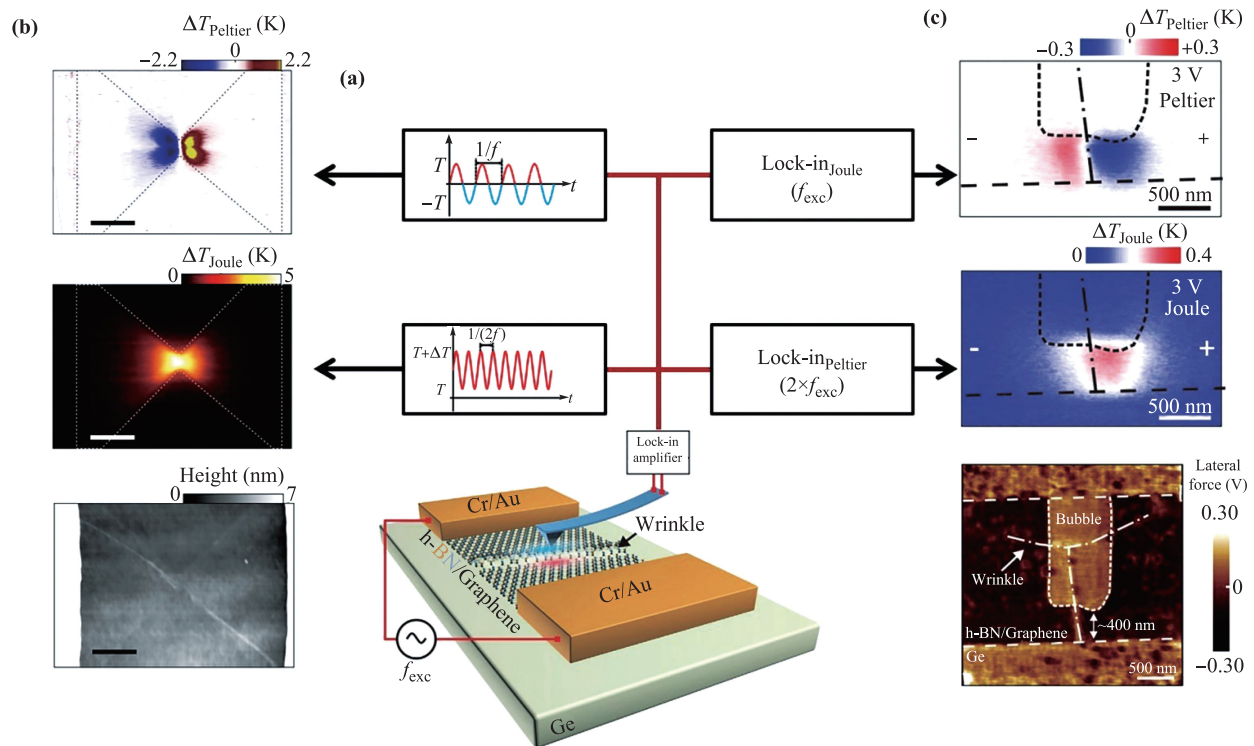 (b)
ΔT_Peltier (K)
−2.2 0 2.2
ΔT_Joule (K)
0 5
Height (nm)
0 7
(a)
1/f
T
−T
t
Lock-in_Joule
(f_exc)
1/(2f)
T+ΔT
T
t
Lock-in_Peltier
(2×f_exc)
Lock-in
amplifier
Cr/Au
Wrinkle
h-BN/Graphene
Cr/Au
f_exc
Ge
(c)
ΔT_Peltier (K)
−0.3 0 +0.3
3 V
Peltier
− +
500 nm
ΔT_Joule (K)
0 0.4
3 V
Joule
- +
500 nm
Lateral
force (V)
0.30
0
−0.30
Bubble
Wrinkle
~400 nm
h-BN/Graphene
Ge
500 nm